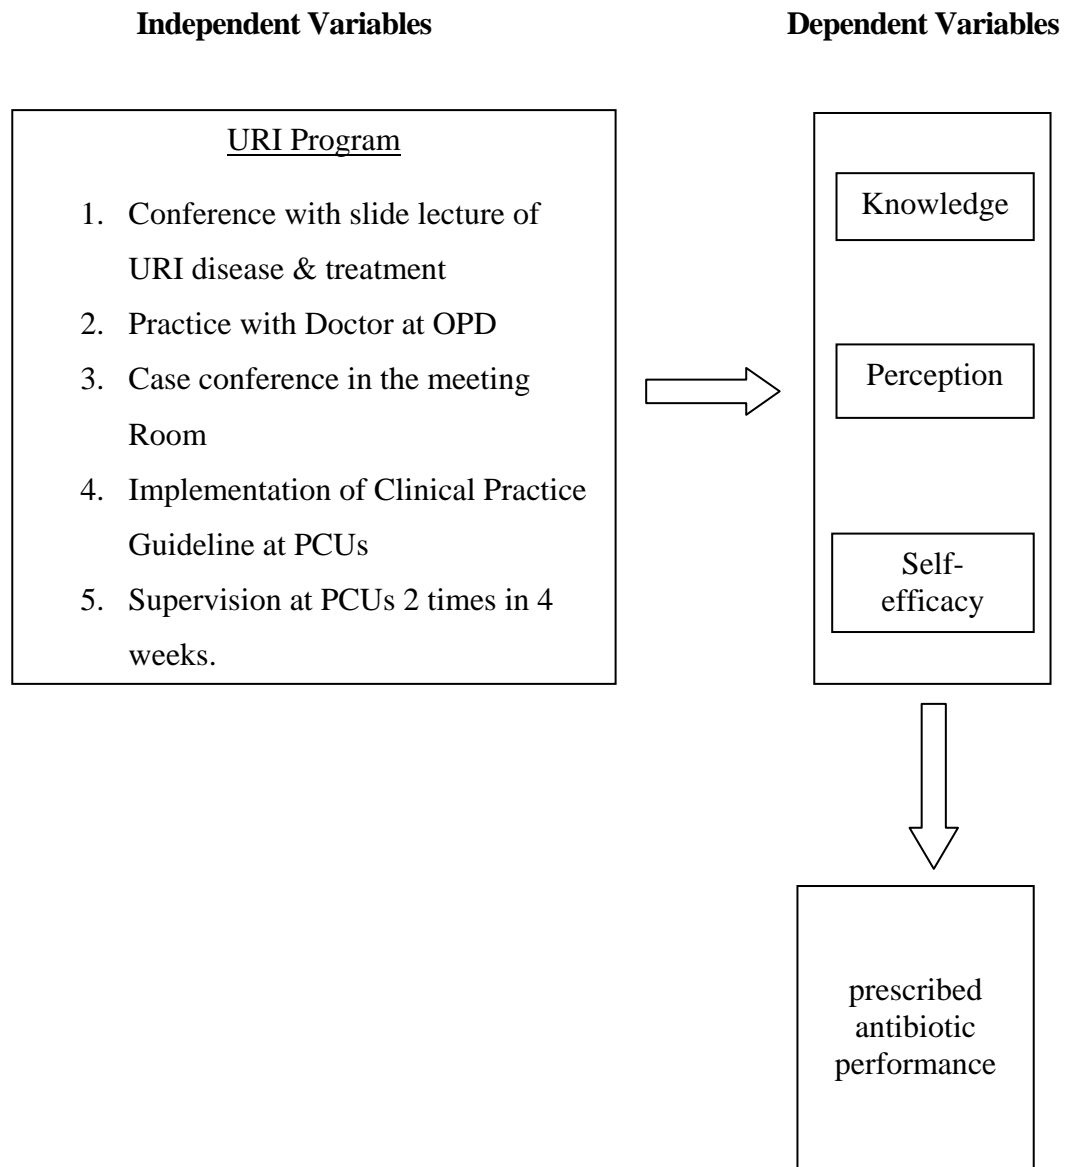 Independent Variables
Dependent Variables
URI Program
1. Conference with slide lecture of
URI disease & treatment
2. Practice with Doctor at OPD
3. Case conference in the meeting
Room
4. Implementation of Clinical Practice
Guideline at PCUs
5. Supervision at PCUs 2 times in 4
weeks.
Knowledge
Perception
Self-
efficacy
prescribed
antibiotic
performance